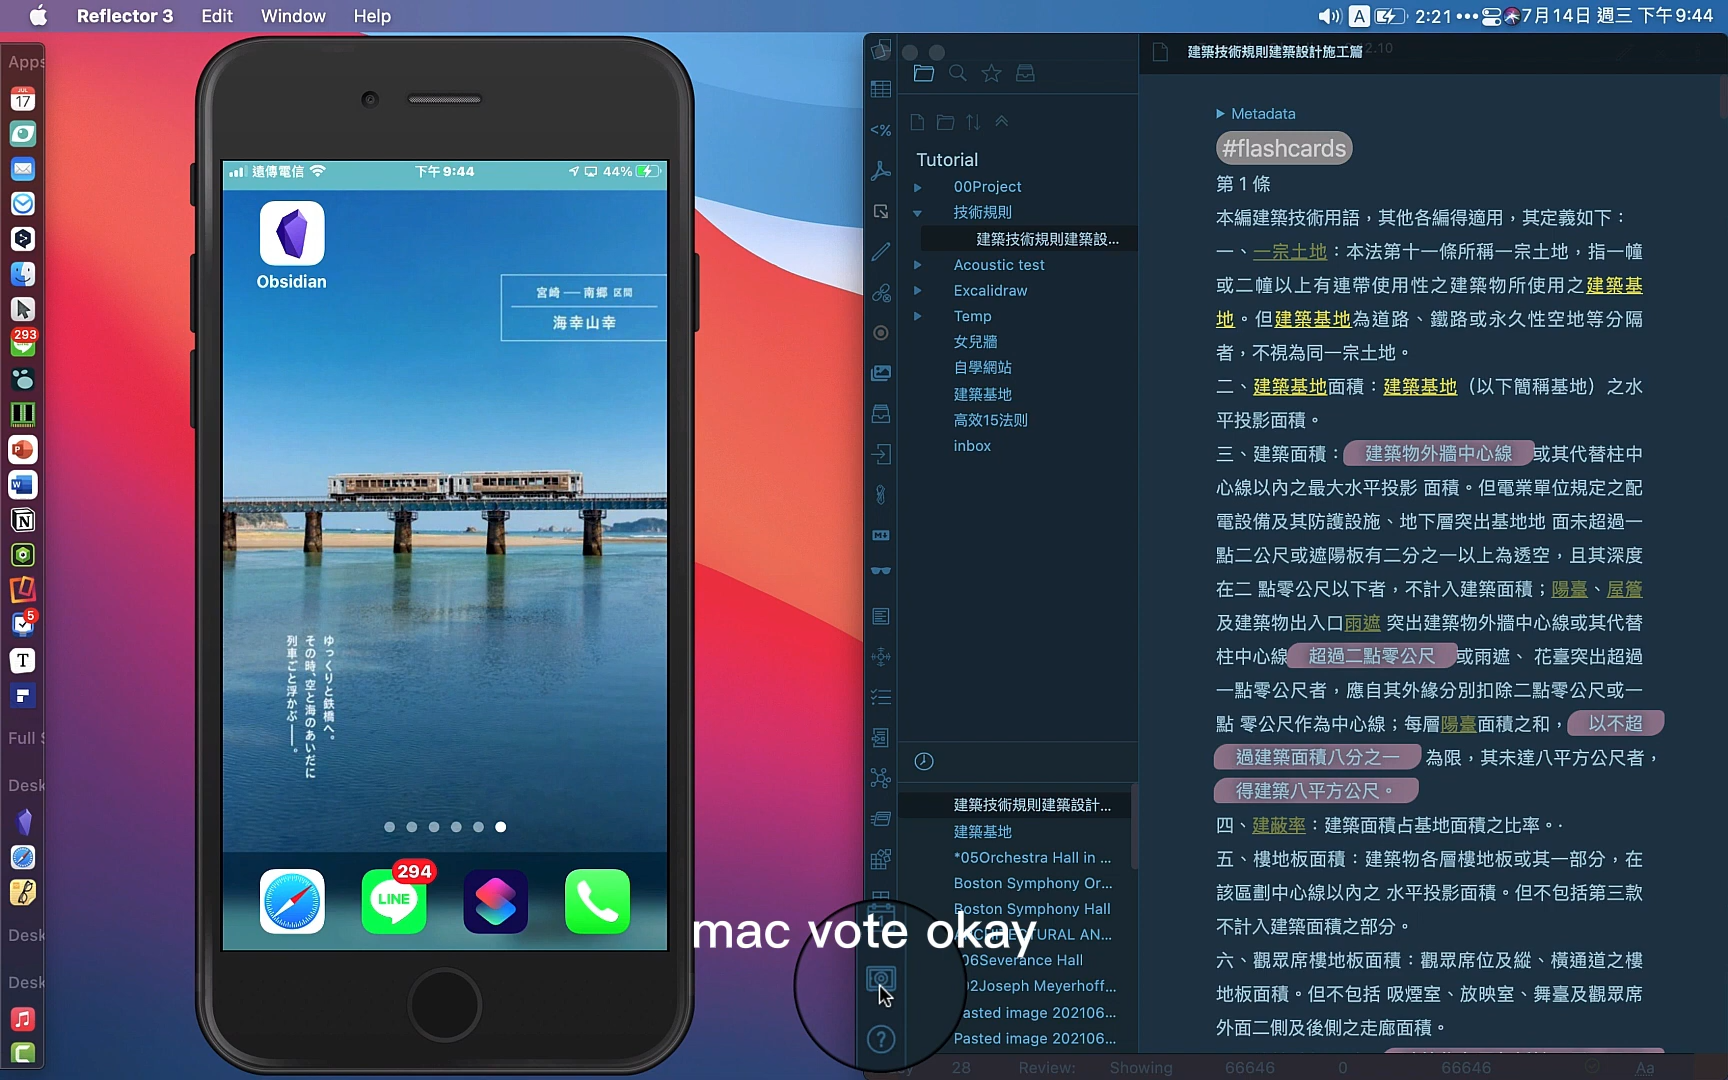 Reflector 3 Edit Window Help
2:21 7月14日 週三 下午9:44
Apps
JUL
17
293
5
遠傳電信 下午9:44 44%
Obsidian
宮崎 — 南郷 区間
海幸山幸
ゆっくりと鉄橋へ。
その時、空と海のあいだに
列車ごと浮かぶ――。
294
LINE
mac vote okay
Full S
Desk
Desk
Desk
Tutorial
00Project
技術規則
建築技術規則建築設...
Acoustic test
Excalidraw
Temp
女兒牆
自學網站
建築基地
高效15法则
inbox
建築技術規則建築設計...
建築基地
*05Orchestra Hall in ...
Boston Symphony Or...
Boston Symphony Hall
06Severance Hall
02Joseph Meyerhoff...
asted image 202106...
Pasted image 202106...
建築技術規則建築設計施工篇
Metadata
#flashcards
第 1 條
本編建築技術用語，其他各編得適用，其定義如下：
一、一宗土地：本法第十一條所稱一宗土地，指一幢
或二幢以上有連帶使用性之建築物所使用之建築基
地。但建築基地為道路、鐵路或永久性空地等分隔
者，不視為同一宗土地。
二、建築基地面積：建築基地（以下簡稱基地）之水
平投影面積。
三、建築面積： 建築物外牆中心線 或其代替柱中
心線以內之最大水平投影 面積。但電業單位規定之配
電設備及其防護設施、地下層突出基地地 面未超過一
點二公尺或遮陽板有二分之一以上為透空，且其深度
在二 點零公尺以下者，不計入建築面積；陽臺、屋簷
及建築物出入口雨遮 突出建築物外牆中心線或其代替
柱中心線 超過二點零公尺 或雨遮、 花臺突出超過
一點零公尺者，應自其外緣分別扣除二點零公尺或一
點 零公尺作為中心線；每層陽臺面積之和， 以不超
過建築面積八分之一 為限，其未達八平方公尺者，
得建築八平方公尺。
四、建蔽率：建築面積占基地面積之比率。·
五、樓地板面積：建築物各層樓地板或其一部分，在
該區劃中心線以內之 水平投影面積。但不包括第三款
不計入建築面積之部分。
六、觀眾席樓地板面積：觀眾席位及縱、橫通道之樓
地板面積。但不包括 吸煙室、放映室、舞臺及觀眾席
外面二側及後側之走廊面積。
28 Review: Showing 66646 0 66646 Aa